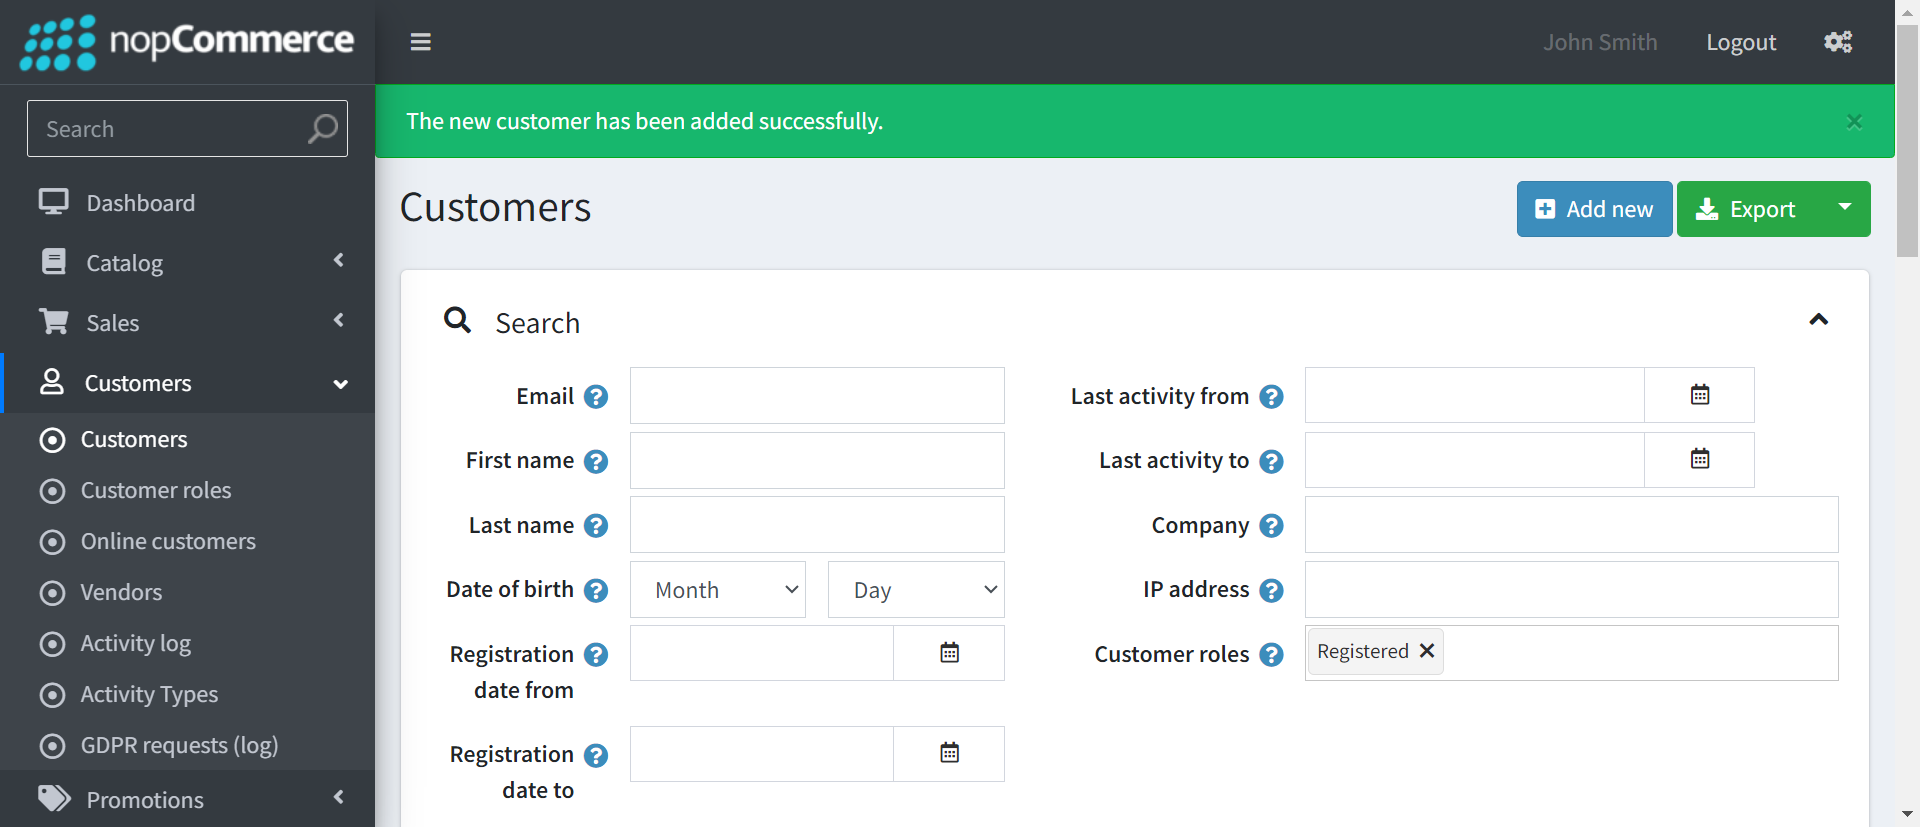 nopCommerce
John Smith
Logout
Search
The new customer has been added successfully.
Dashboard
Catalog
Sales
Customers
Customers
Customer roles
Online customers
Vendors
Activity log
Activity Types
GDPR requests (log)
Promotions
Customers
Add new
Export
Search
Email
First name
Last name
Date of birth
Month
Day
Registration
date from
Registration
date to
Last activity from
Last activity to
Company
IP address
Customer roles
Registered